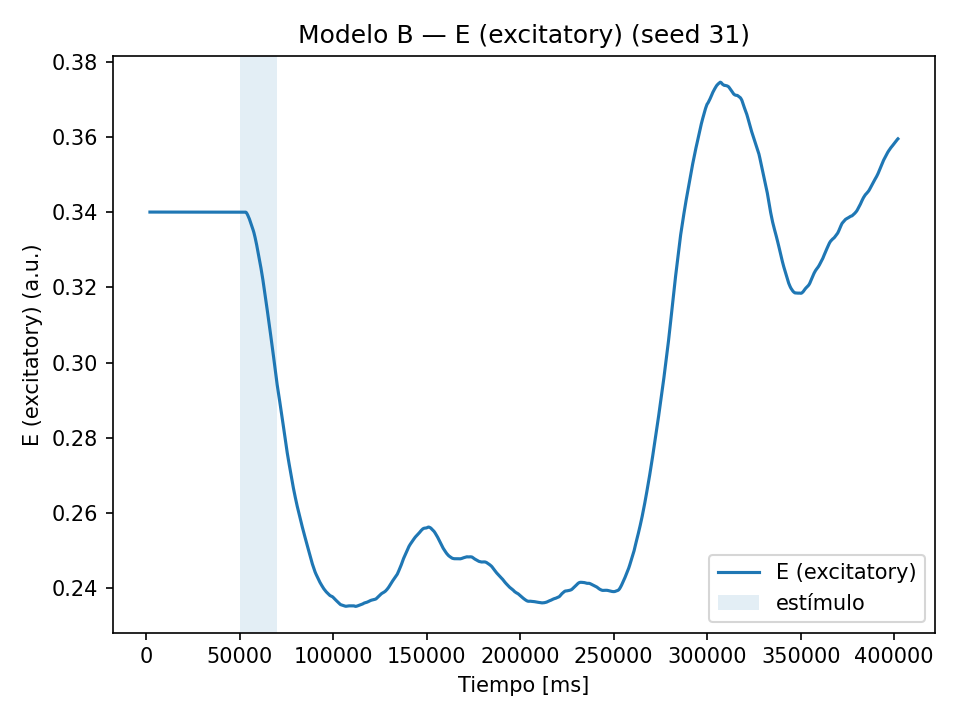 Modelo B — E (excitatory) (seed 31)
E (excitatory) (a.u.)
0.38
0.36
0.34
0.32
0.30
0.28
0.26
0.24
E (excitatory)
estímulo
0 50000 100000 150000 200000 250000 300000 350000 400000
Tiempo [ms]